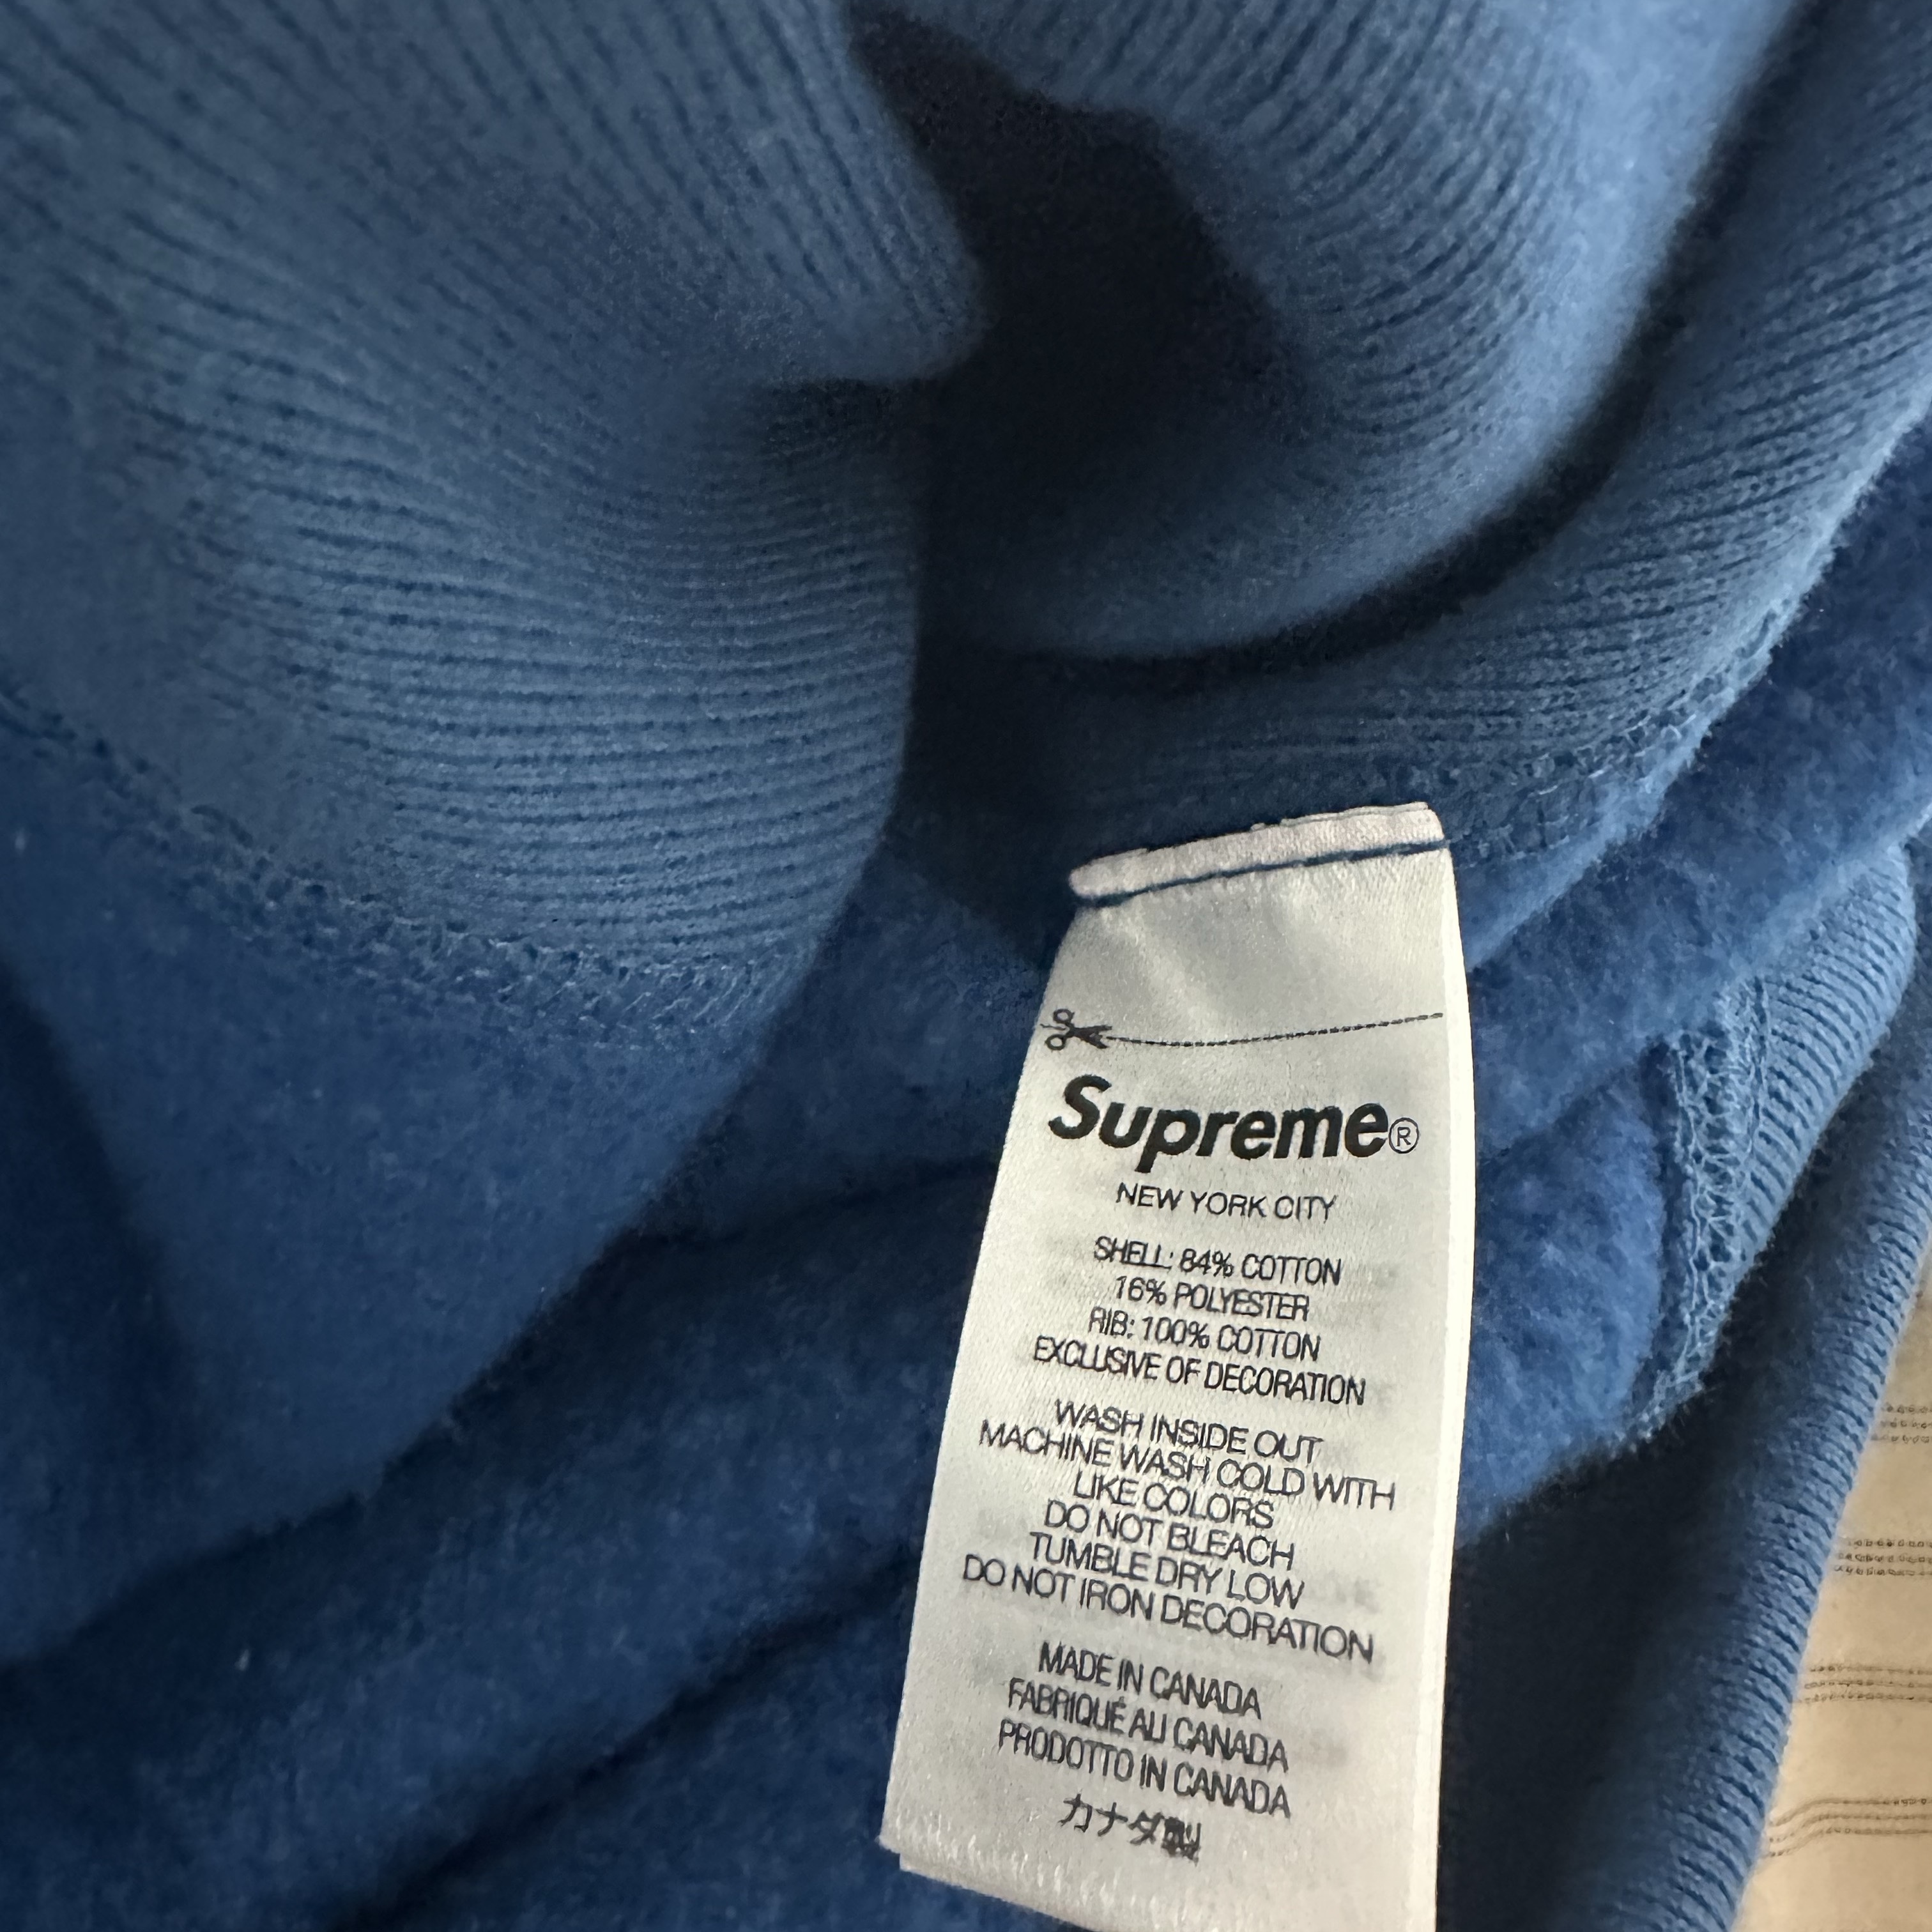 Supreme®
NEW YORK CITY
SHELL: 84% COTTON
16% POLYESTER
RIB: 100% COTTON
EXCLUSIVE OF DECORATION
WASH INSIDE OUT
MACHINE WASH COLD WITH
LIKE COLORS
DO NOT BLEACH
TUMBLE DRY LOW
DO NOT IRON DECORATION
MADE IN CANADA
FABRIQUÉ AU CANADA
PRODOTTO IN CANADA
カナダ製